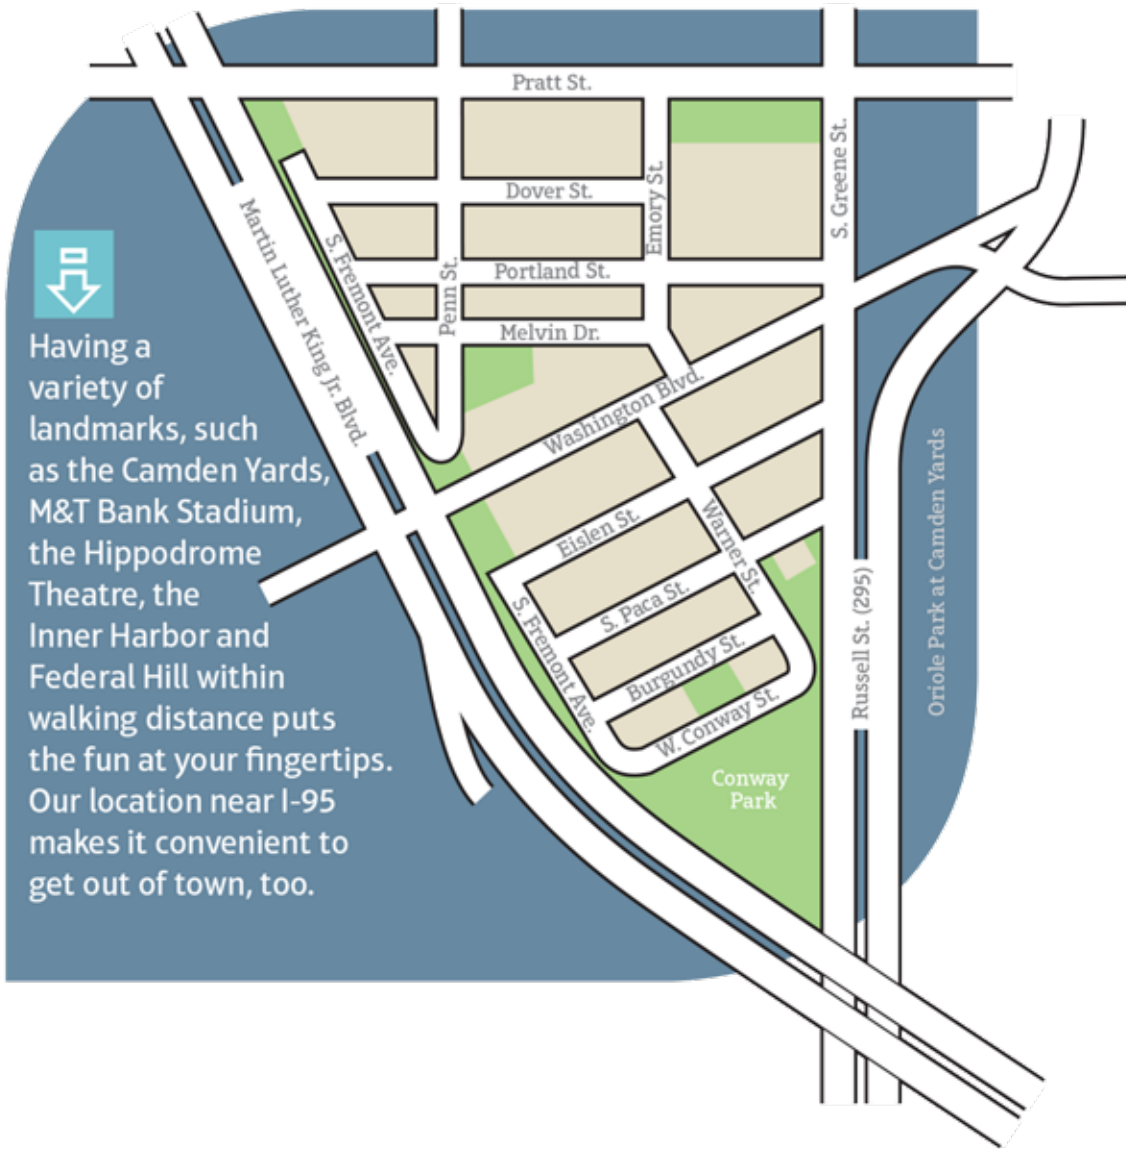 Pratt St.
Dover St.
Emory St.
S. Greene St.
Martin Luther King Jr. Blvd.
S. Fremont Ave.
Penn St.
Portland St.
Melvin Dr.
Washington Blvd.
Having a
variety of
landmarks, such
as the Camden Yards,
M&T Bank Stadium,
the Hippodrome
Theatre, the
Inner Harbor and
Federal Hill within
walking distance puts
the fun at your fingertips.
Our location near I-95
makes it convenient to
get out of town, too.
Eislen St.
Warner St.
S. Paca St.
S. Fremont Ave.
Burgundy St.
W. Conway St.
Russell St. (295)
Oriole Park at Camden Yards
Conway
Park